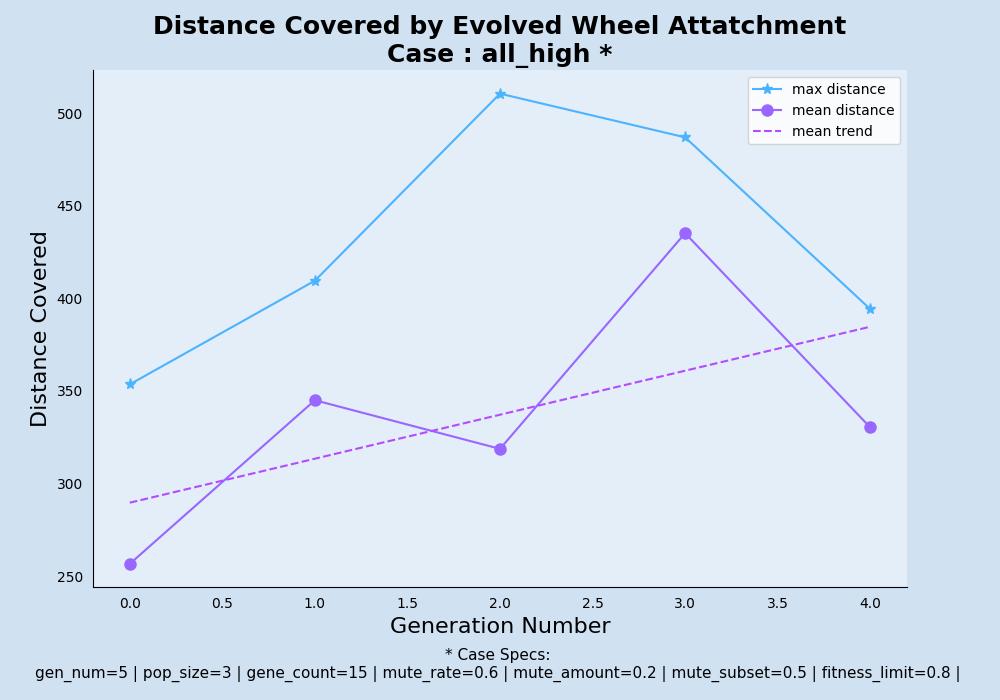 Distance Covered by Evolved Wheel Attatchment
Case : all_high *
max distance
mean distance
mean trend
Distance Covered
500
450
400
350
300
250
0.0 0.5 1.0 1.5 2.0 2.5 3.0 3.5 4.0
Generation Number
* Case Specs:
gen_num=5 | pop_size=3 | gene_count=15 | mute_rate=0.6 | mute_amount=0.2 | mute_subset=0.5 | fitness_limit=0.8 |